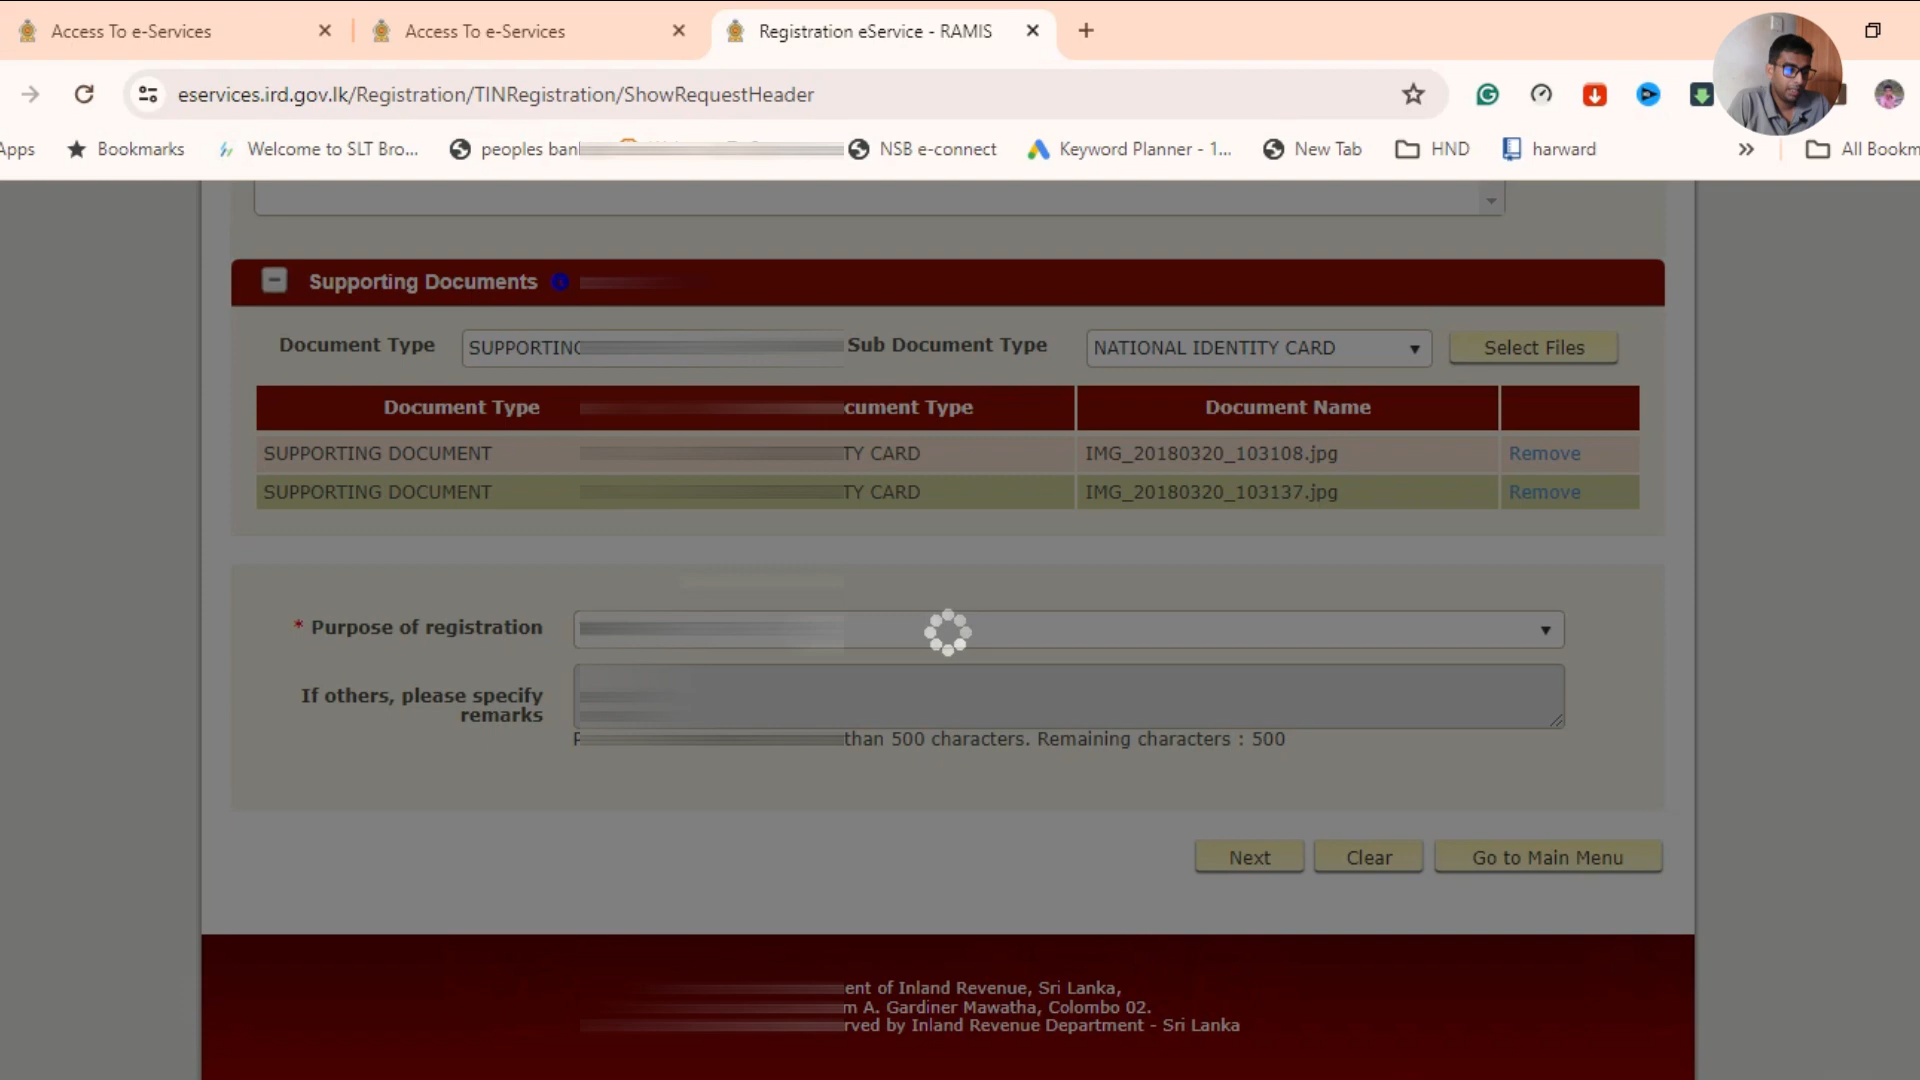 Access To e-Services
Access To e-Services
Registration eService - RAMIS
eservices.ird.gov.lk/Registration/TINRegistration/ShowRequestHeader
Apps
Bookmarks
Welcome to SLT Bro...
peoples
NSB e-connect
Keyword Planner - 1...
New Tab
HND
harward
All Bookm
Supporting Documents
Document Type
Sub Document Type
NATIONAL IDENTITY CARD
Select Files
Document Type
cument Type
Document Name
SUPPORTING DOCUMENT
TY CARD
IMG_20180320_103108.jpg
Remove
SUPPORTING DOCUMENT
TY CARD
IMG_20180320_103137.jpg
Remove
* Purpose of registration
If others, please specify
remarks
than 500 characters. Remaining characters : 500
Next
Clear
Go to Main Menu
ent of Inland Revenue, Sri Lanka,
m A. Gardiner Mawatha, Colombo 02.
rved by Inland Revenue Department - Sri Lanka